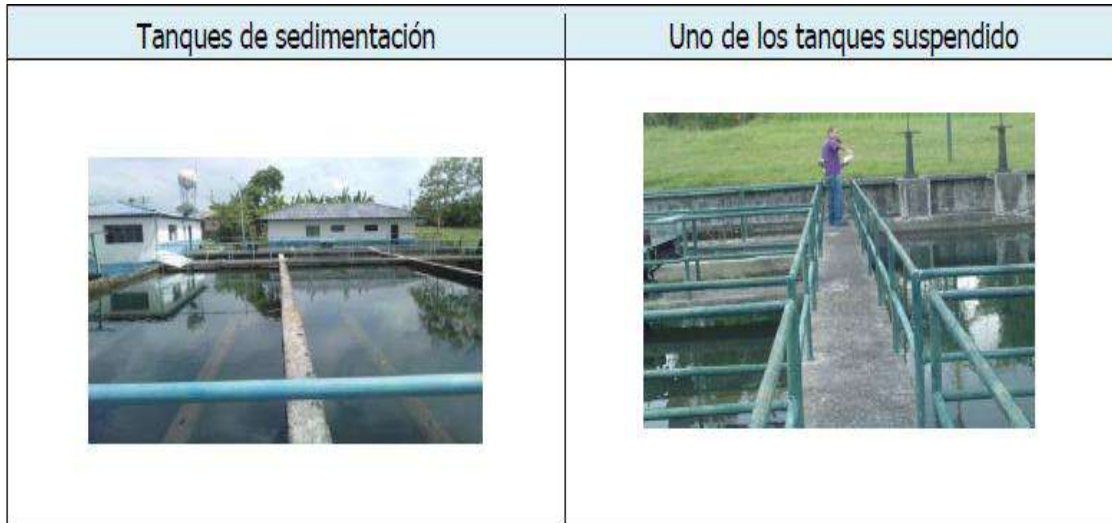 Tanques de sedimentación
Uno de los tanques suspendido